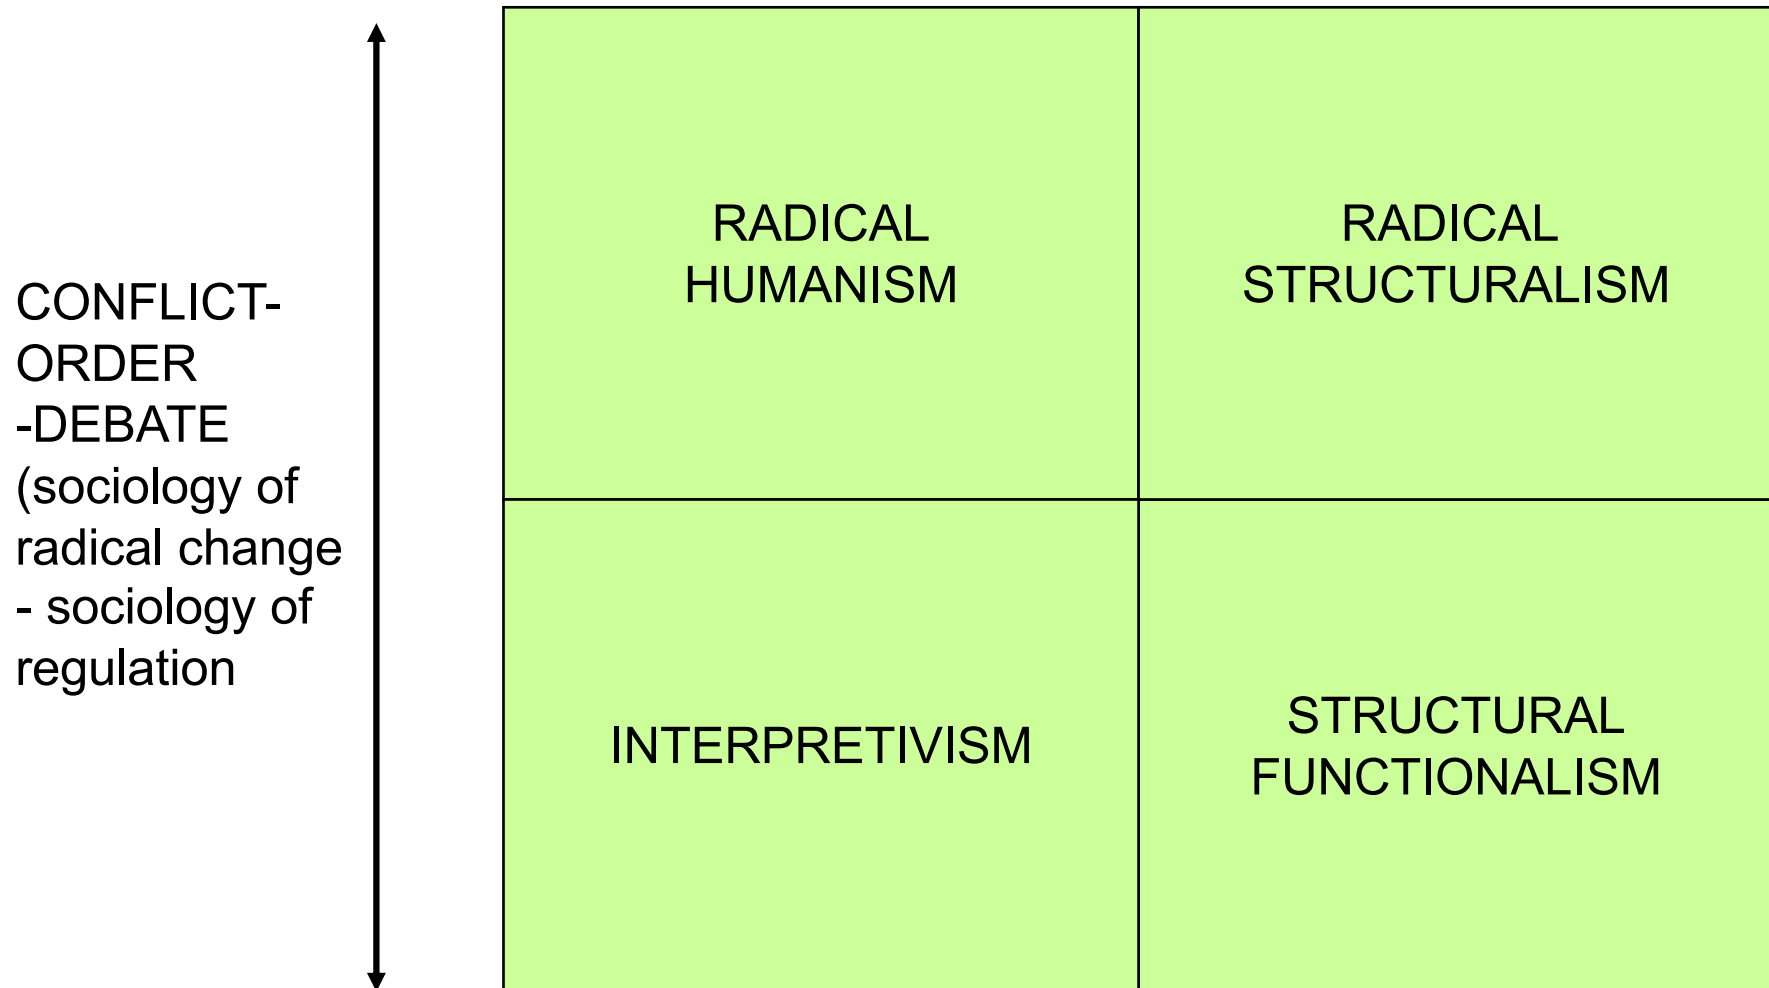 CONFLICT-
ORDER
-DEBATE
(sociology of
radical change
- sociology of
regulation
RADICAL
HUMANISM
RADICAL
STRUCTURALISM
INTERPRETIVISM
STRUCTURAL
FUNCTIONALISM